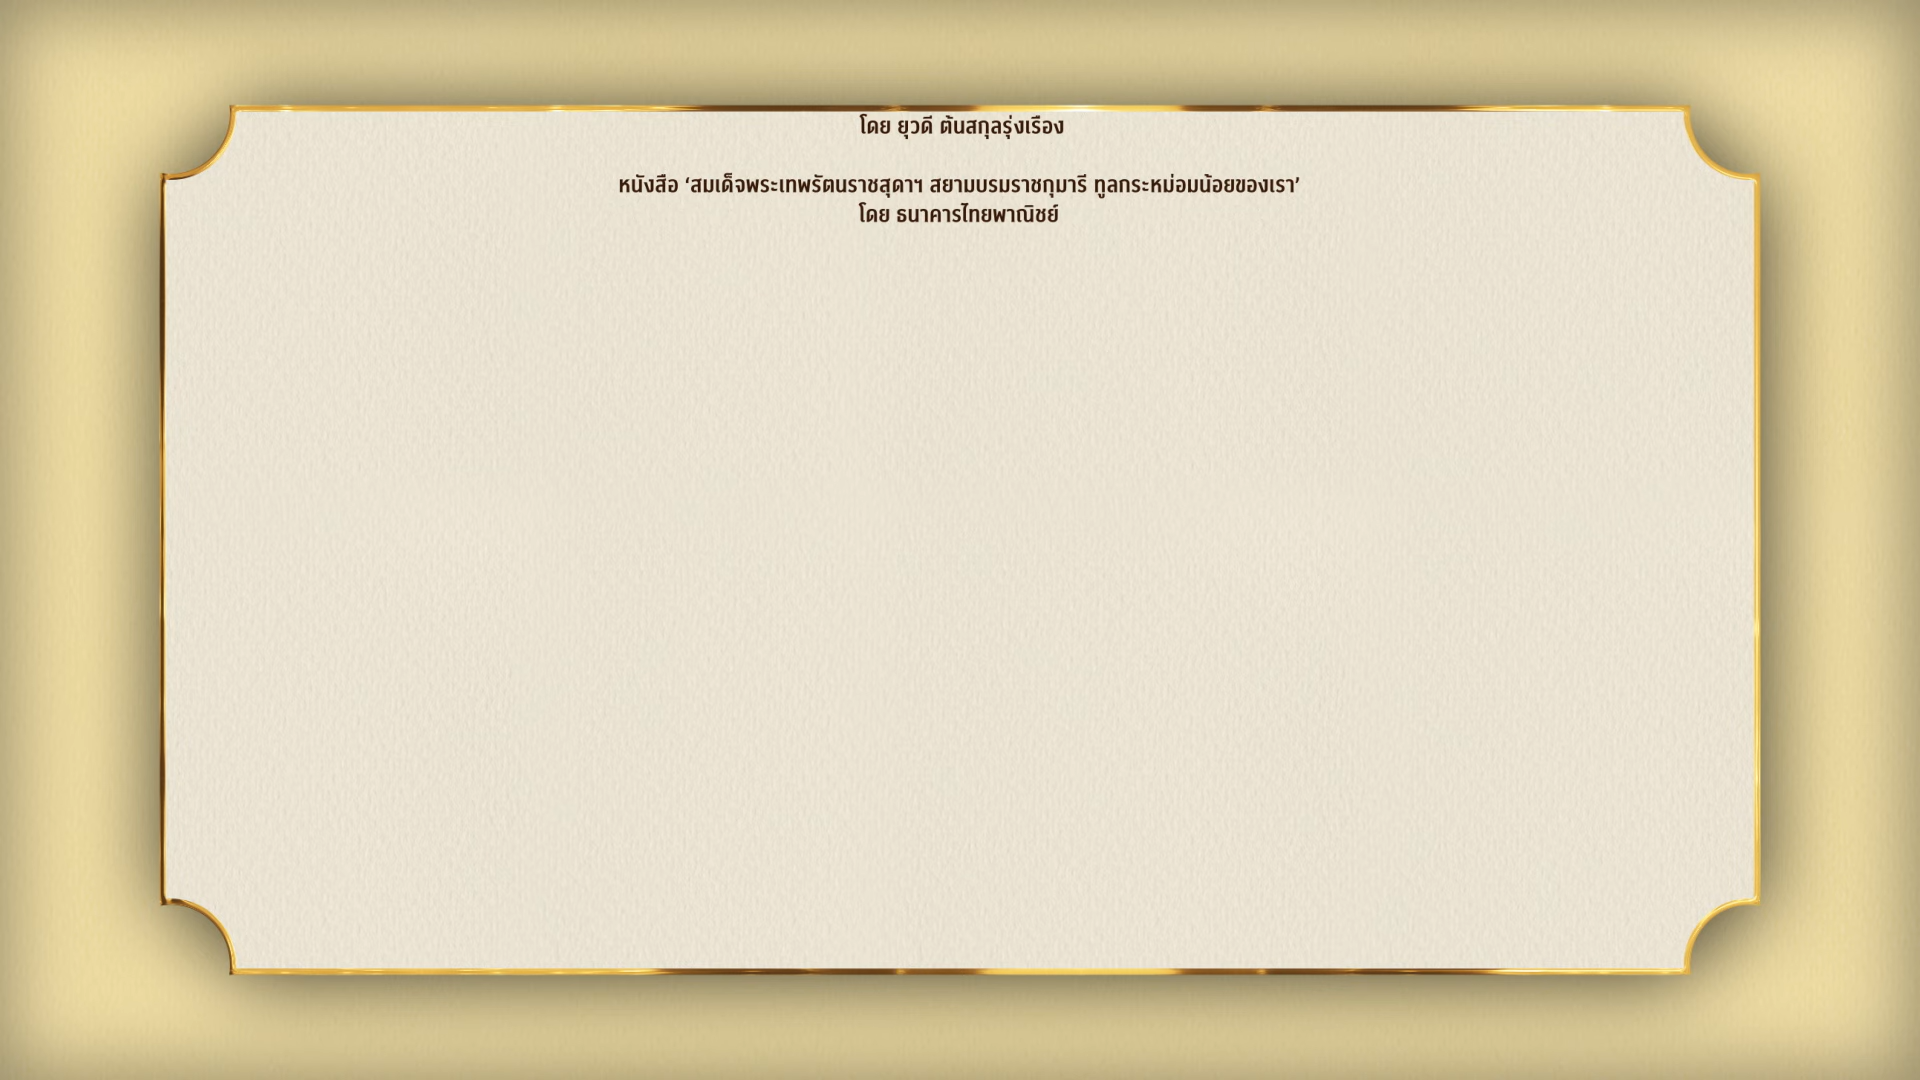 โดย ยุวดี ต้นสกุลรุ่งเรือง
หนังสือ ‘สมเด็จพระเทพรัตนราชสุดาฯ สยามบรมราชกุมารี ทูลกระหม่อมน้อยของเรา’
โดย ธนาคารไทยพาณิชย์